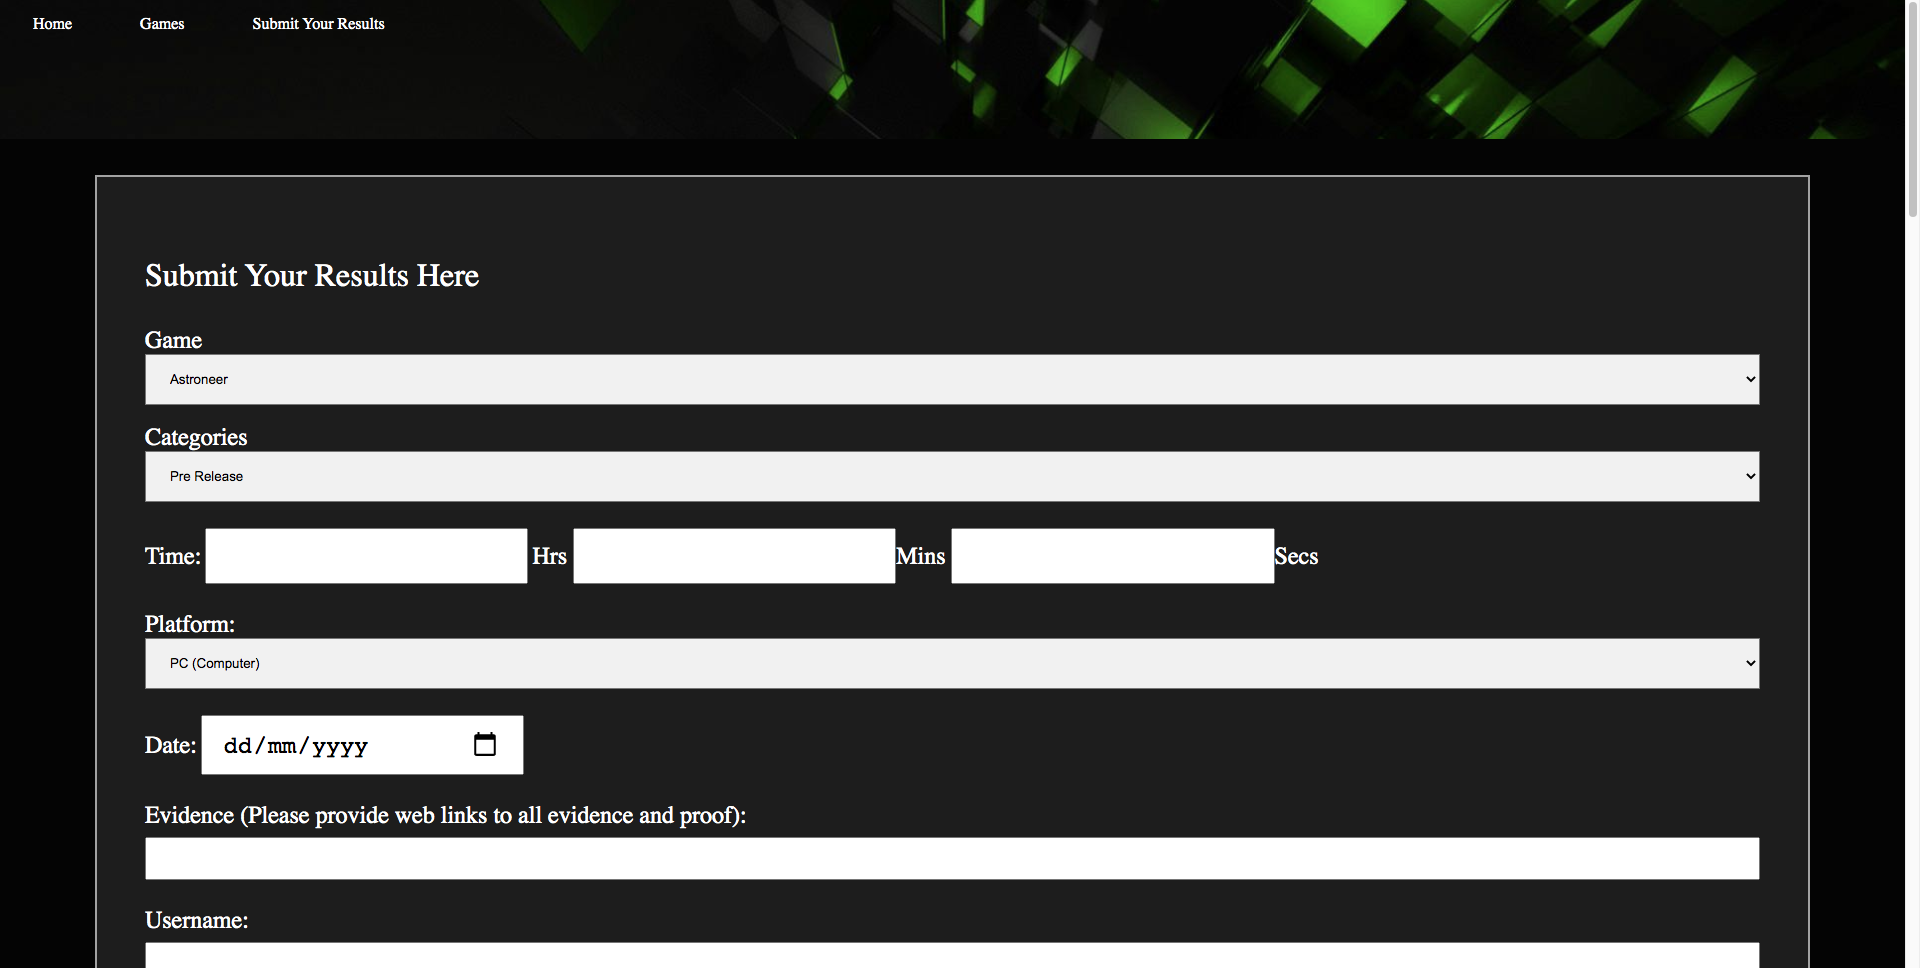 Home Games Submit Your Results
Submit Your Results Here
Game
Astroneer
Categories
Pre Release
Time: Hrs Mins Secs
Platform:
PC (Computer)
Date: dd/mm/yyyy
Evidence (Please provide web links to all evidence and proof):
Username: